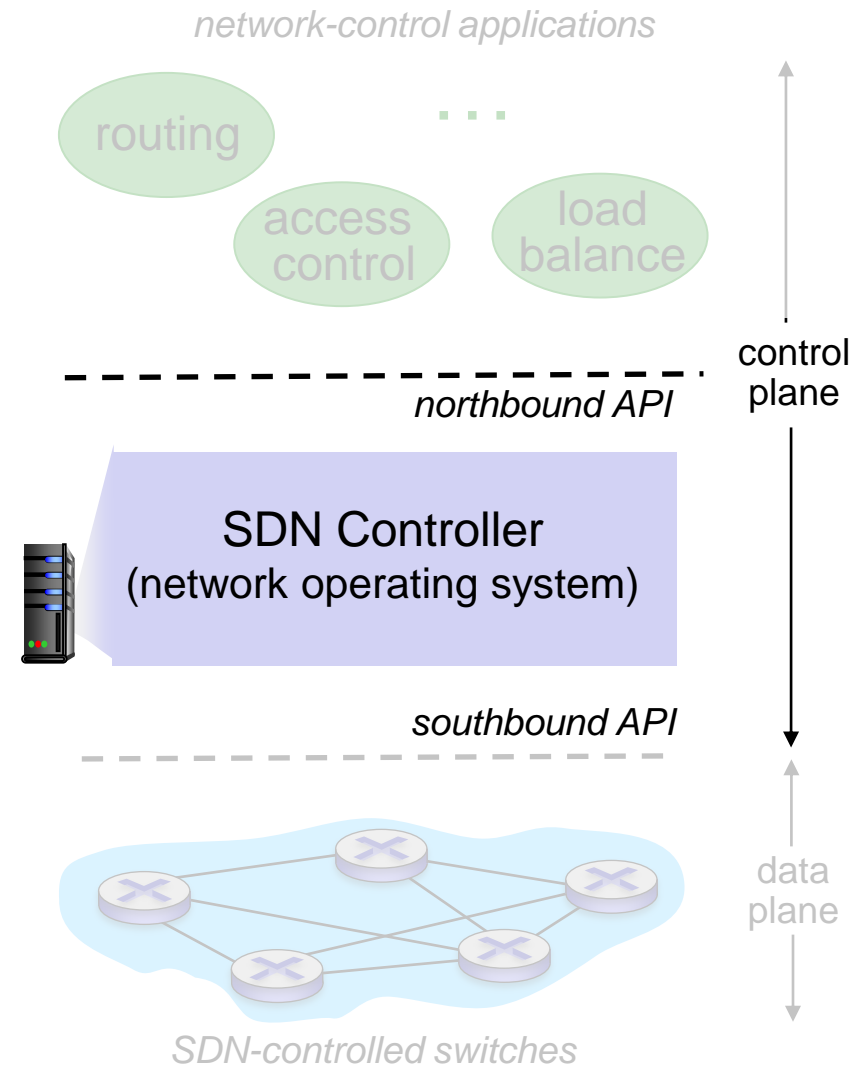 network-control applications
routing
. . .
access
control
load
balance
control
plane
northbound API
SDN Controller
(network operating system)
southbound API
data
plane
SDN-controlled switches